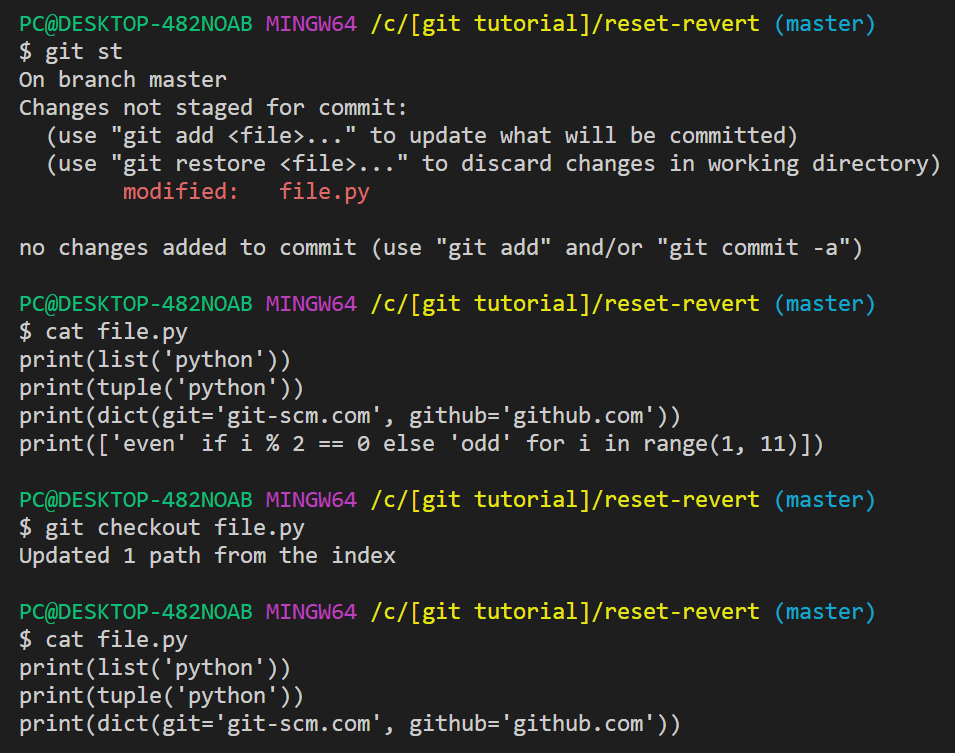 PC@DESKTOP-482NOAB MINGW64 /c/[git tutorial]/reset-revert (master)
$ git st
On branch master
Changes not staged for commit:
  (use "git add <file>..." to update what will be committed)
  (use "git restore <file>..." to discard changes in working directory)
        modified:   file.py

no changes added to commit (use "git add" and/or "git commit -a")

PC@DESKTOP-482NOAB MINGW64 /c/[git tutorial]/reset-revert (master)
$ cat file.py
print(list('python'))
print(tuple('python'))
print(dict(git='git-scm.com', github='github.com'))
print(['even' if i % 2 == 0 else 'odd' for i in range(1, 11)])

PC@DESKTOP-482NOAB MINGW64 /c/[git tutorial]/reset-revert (master)
$ git checkout file.py
Updated 1 path from the index

PC@DESKTOP-482NOAB MINGW64 /c/[git tutorial]/reset-revert (master)
$ cat file.py
print(list('python'))
print(tuple('python'))
print(dict(git='git-scm.com', github='github.com'))